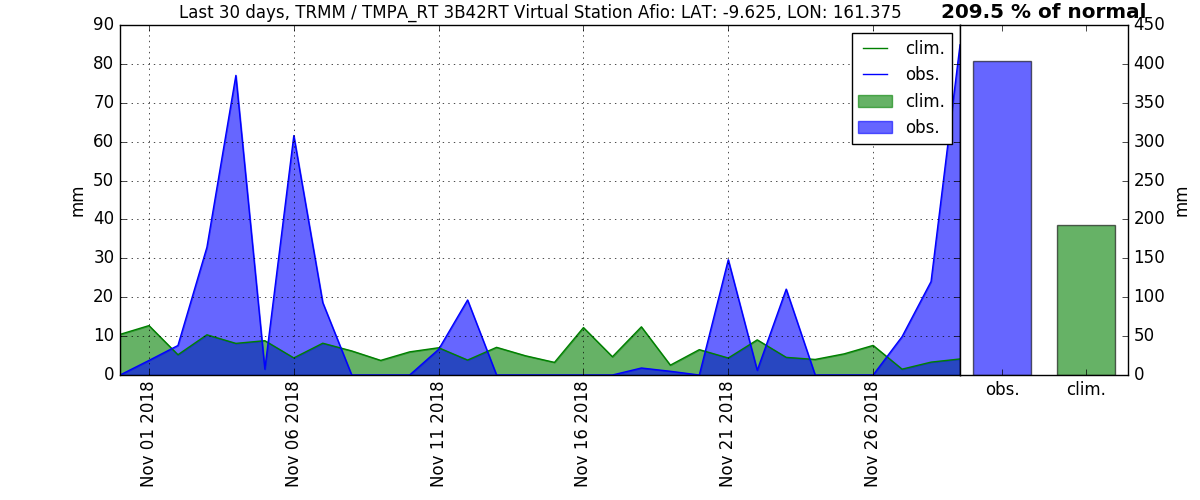 Last 30 days, TRMM / TMPA_RT 3B42RT Virtual Station Afio: LAT: -9.625, LON: 161.375
209.5 % of normal
90
80
70
60
50
40
30
20
10
0
mm
clim.
obs.
clim.
obs.
450
400
350
300
250
200
150
100
50
0
mm
Nov 01 2018
Nov 06 2018
Nov 11 2018
Nov 16 2018
Nov 21 2018
Nov 26 2018
obs.
clim.